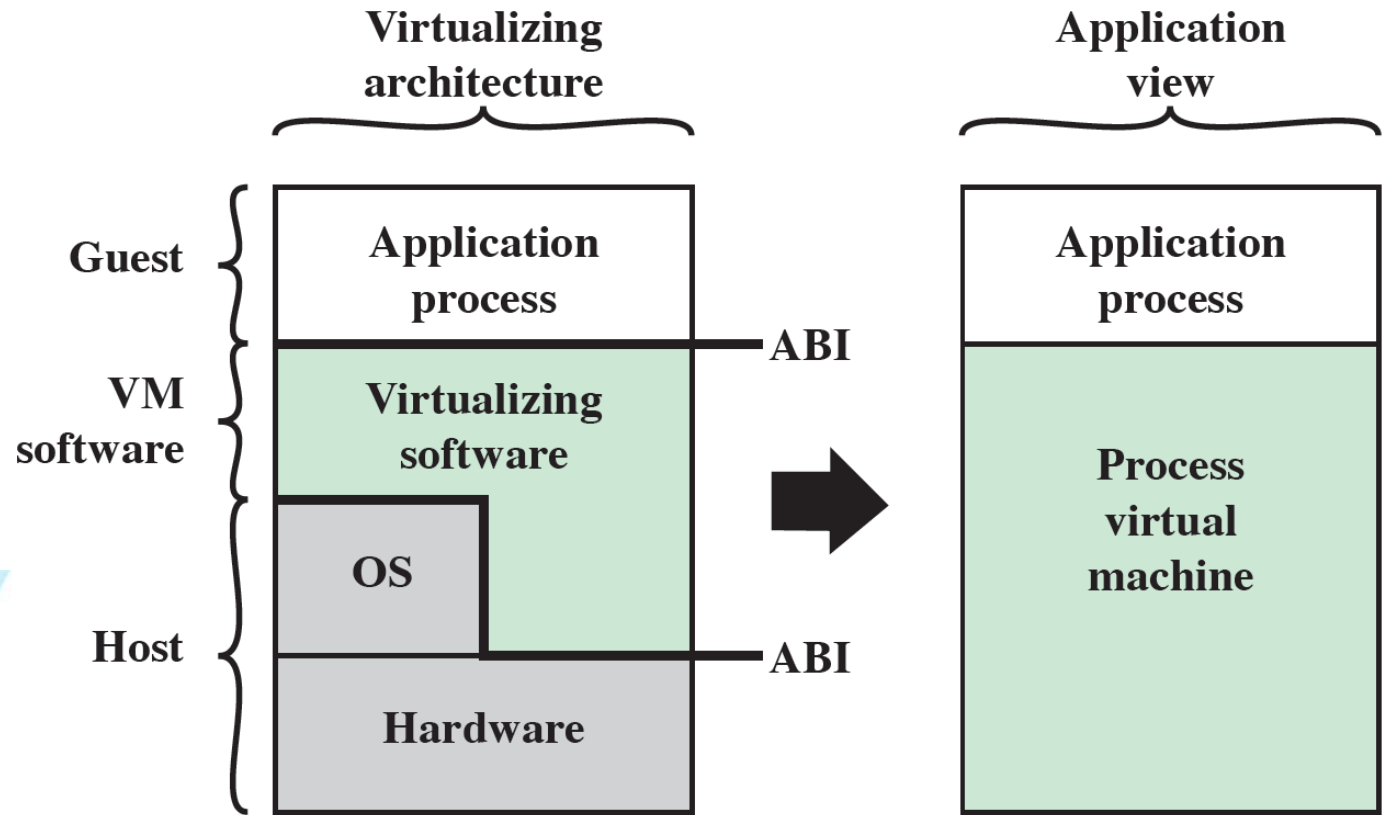 Virtualizing
architecture
Application
view
Guest
Application
process
Application
process
ABI
VM
software
Virtualizing
software
Process
virtual
machine
OS
Host
ABI
Hardware